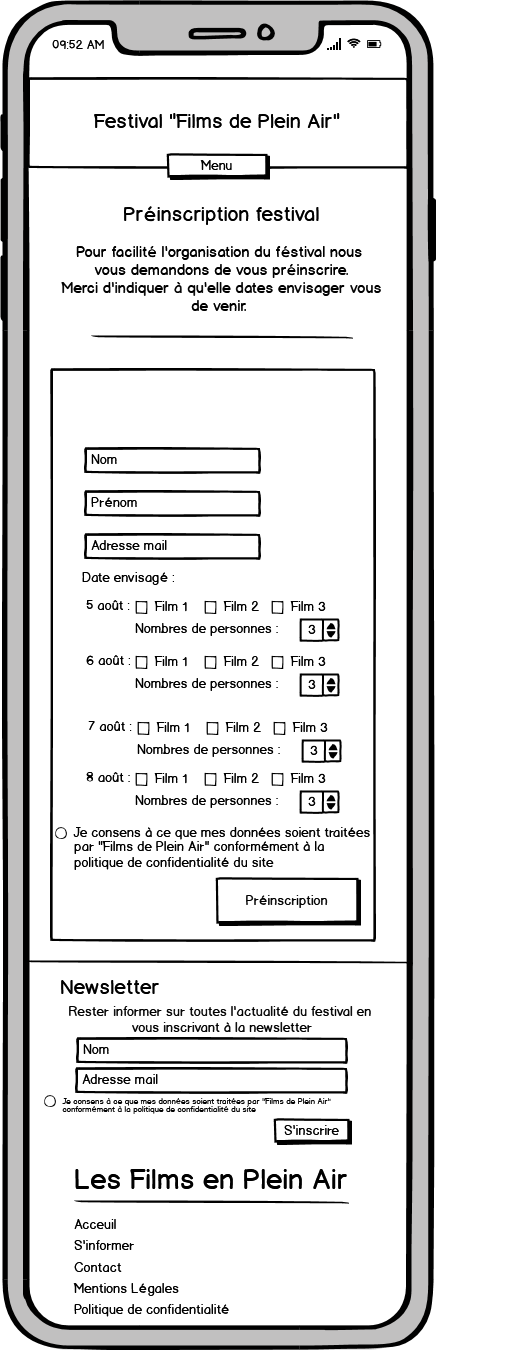 09:52 AM
Festival "Films de Plein Air"
Menu
Préinscription festival
Pour facilité l'organisation du féstival nous
vous demandons de vous préinscrire.
Merci d'indiquer à qu'elle dates envisager vous
de venir.
Nom
Prénom
Adresse mail
Date envisagé :
5 août : Film 1 Film 2 Film 3
Nombres de personnes : 3
6 août : Film 1 Film 2 Film 3
Nombres de personnes : 3
7 août : Film 1 Film 2 Film 3
Nombres de personnes : 3
8 août : Film 1 Film 2 Film 3
Nombres de personnes : 3
Je consens à ce que mes données soient traitées
par "Films de Plein Air" conformément à la
politique de confidentialité du site
Préinscription
Newsletter
Rester informer sur toutes l'actualité du festival en
vous inscrivant à la newsletter
Nom
Adresse mail
Je consens à ce que mes données soient traitées par "Films de Plein Air"
conformément à la politique de confidentialité du site
S'inscrire
Les Films en Plein Air
Acceuil
S'informer
Contact
Mentions Légales
Politique de confidentialité